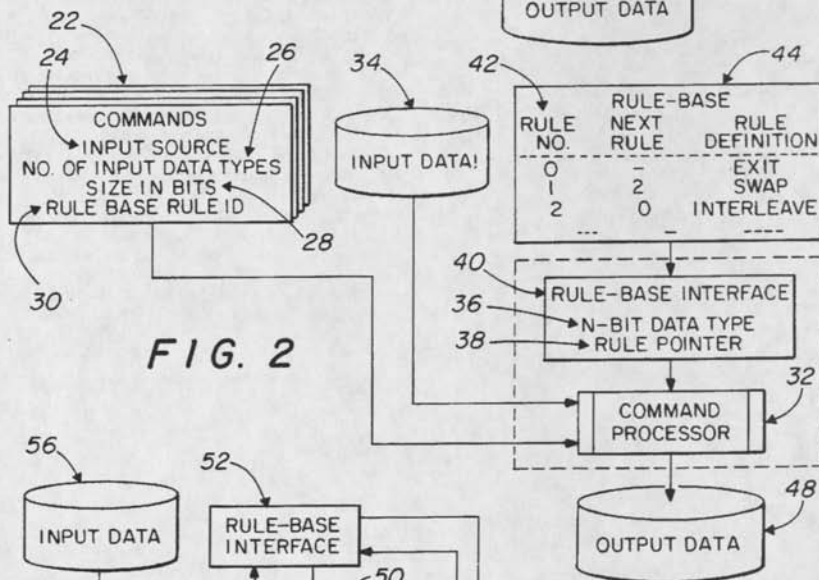 OUTPUT DATA
22
24
26
COMMANDS
INPUT SOURCE
NO. OF INPUT DATA TYPES
SIZE IN BITS
RULE BASE RULE ID
28
30
34
INPUT DATA!
42
44
RULE-BASE
RULE NEXT RULE
NO. RULE DEFINITION
0 – EXIT
1 2 SWAP
2 0 INTERLEAVE
--- – ----
40
RULE-BASE INTERFACE
36
N-BIT DATA TYPE
38
RULE POINTER
FIG. 2
COMMAND
PROCESSOR
32
56
INPUT DATA
52
RULE-BASE
INTERFACE
50
OUTPUT DATA
48